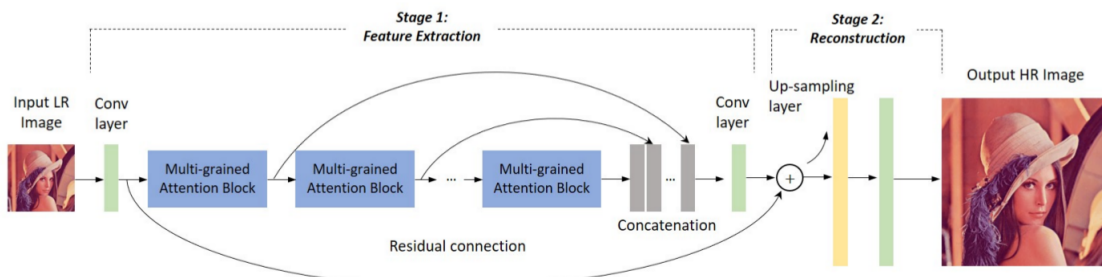 Stage 1:
Feature Extraction
Stage 2:
Reconstruction
Input LR
Image
Conv
layer
Multi-grained
Attention Block
Multi-grained
Attention Block
...
Multi-grained
Attention Block
...
Concatenation
Conv
layer
+
Up-sampling
layer
Output HR Image
Residual connection